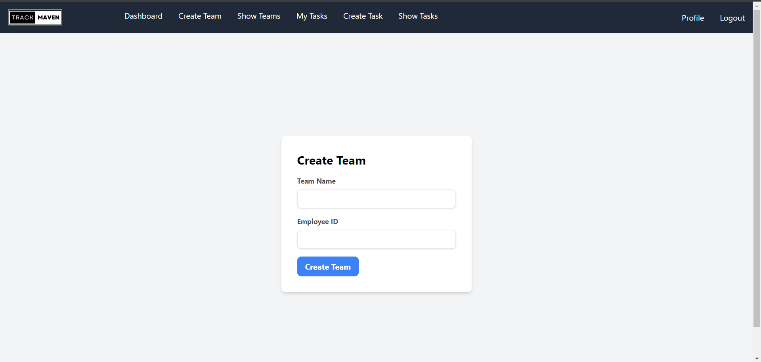 TRACK MAVEN Dashboard Create Team Show Teams My Tasks Create Task Show Tasks Profile Logout
Create Team
Team Name
Employee ID
Create Team